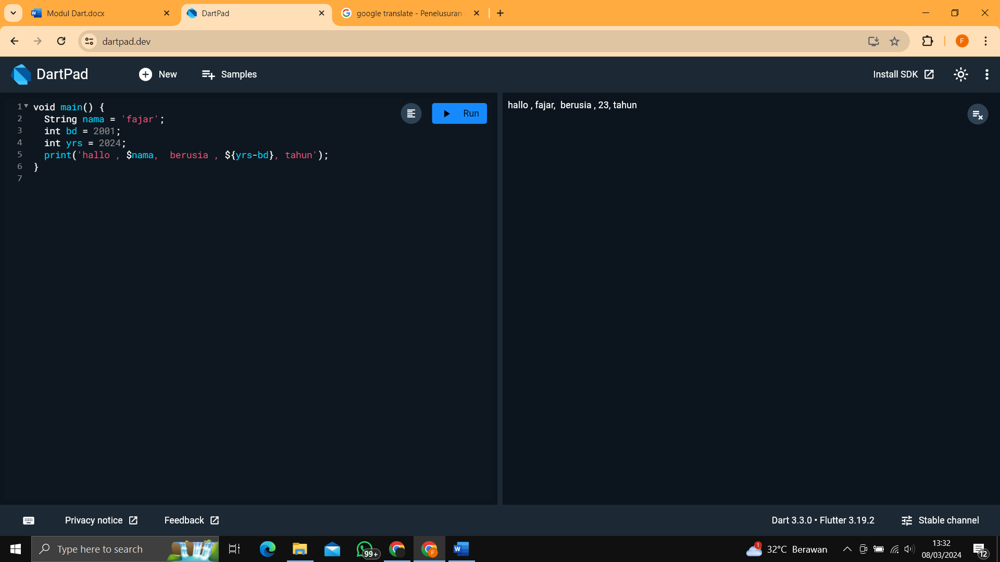 Modul Dart.docx
DartPad
google translate - Penelusuran
dartpad.dev
F
DartPad
New
Samples
Install SDK
1 void main() {
2 String nama = 'fajar';
3 int bd = 2001;
4 int yrs = 2024;
5 print('hallo , $nama,  berusia , ${yrs-bd}, tahun');
6 }
7
Run
hallo , fajar,  berusia , 23, tahun
Privacy notice
Feedback
Dart 3.3.0 • Flutter 3.19.2
Stable channel
Type here to search
99+
F
W
1
32°C Berawan
13:32
08/03/2024
12